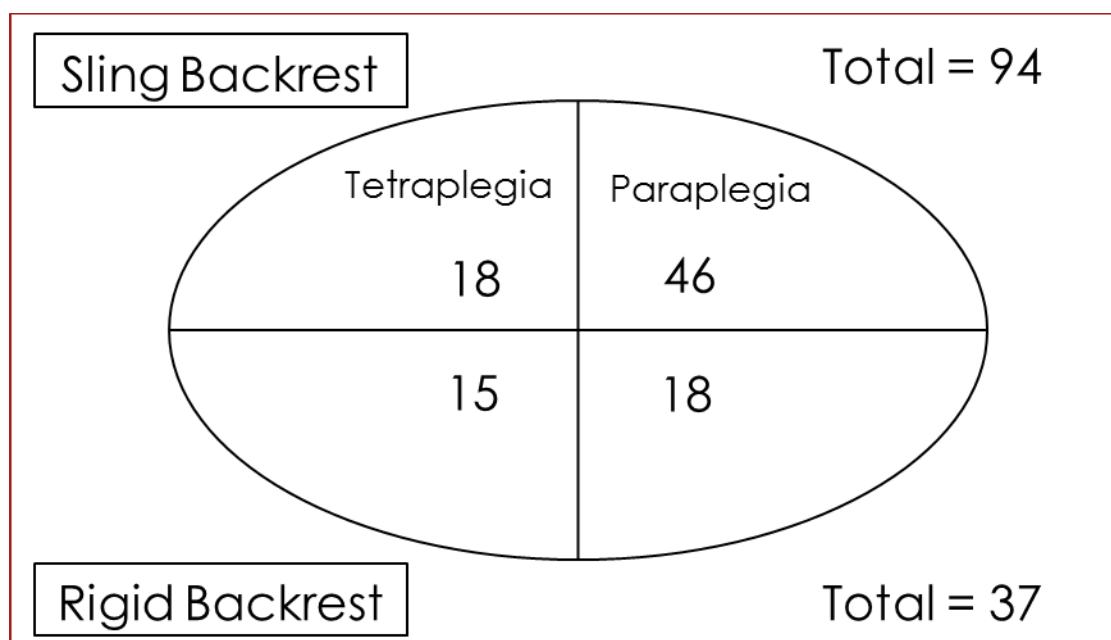 Sling Backrest
Total = 94
Tetraplegia
Paraplegia
18
46
15
18
Rigid Backrest
Total = 37